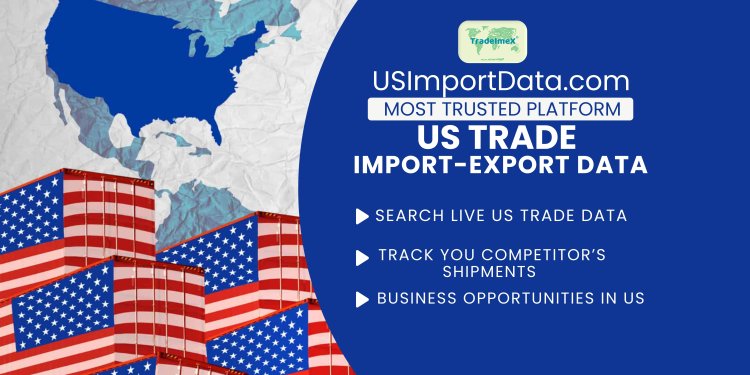 TradeImeX
USImportData.com
MOST TRUSTED PLATFORM
US TRADE
IMPORT-EXPORT DATA
SEARCH LIVE US TRADE DATA
TRACK YOU COMPETITOR'S
SHIPMENTS
BUSINESS OPPORTUNITIES IN US